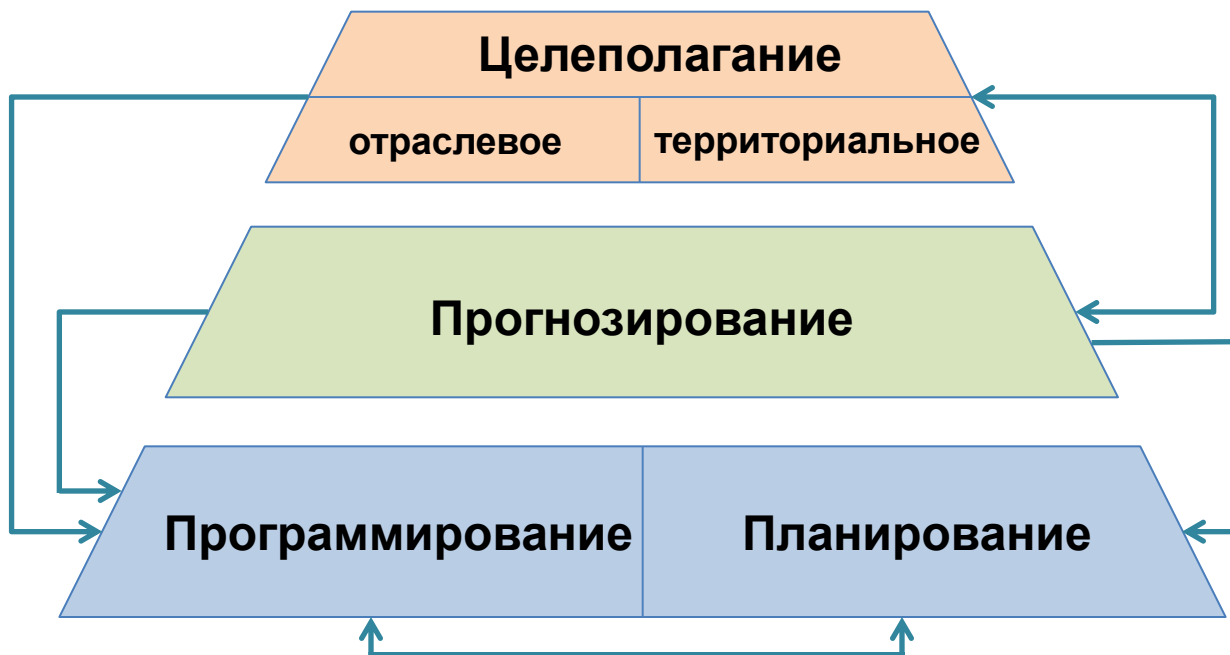 Целеполагание
отраслевое
территориальное
Прогнозирование
Программирование
Планирование